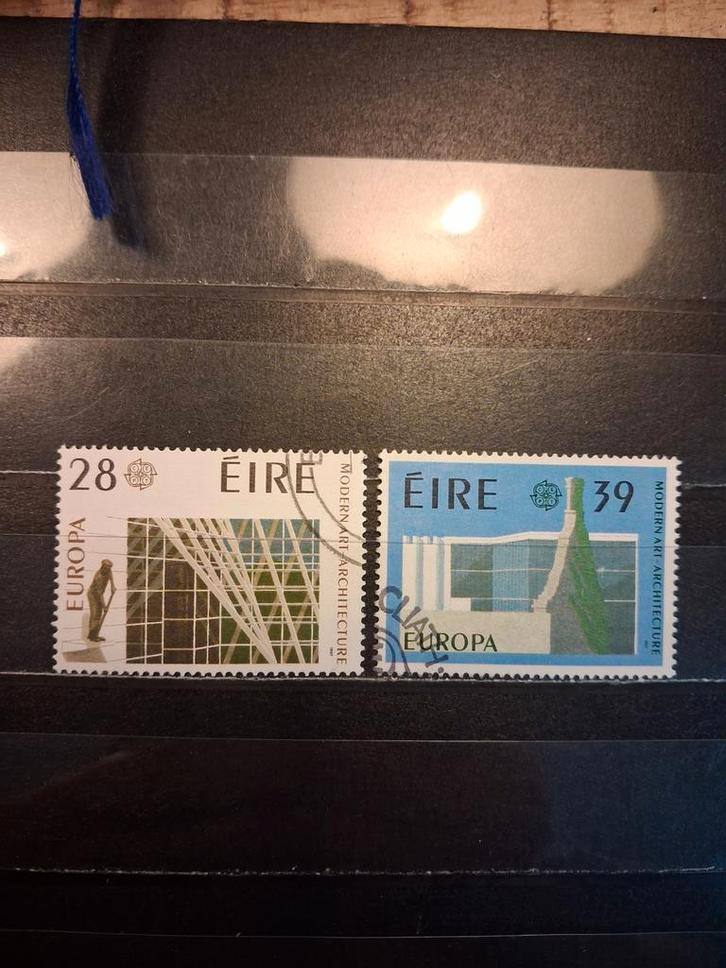 28 ÉIRE
EUROPA
MODERN ART-ARCHITECTURE
ÉIRE 39
MODERN ART-ARCHITECTURE
EUROPA
CLIATH